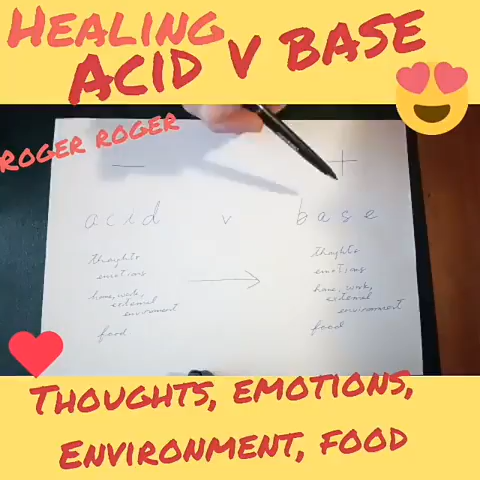 Healing
Acid v base
Roger Roger
— +
acid v base
thoughts thoughts
emotions emotions
home, work, home, work,
external external
environment environment
food food
Thoughts, emotions,
Environment, food